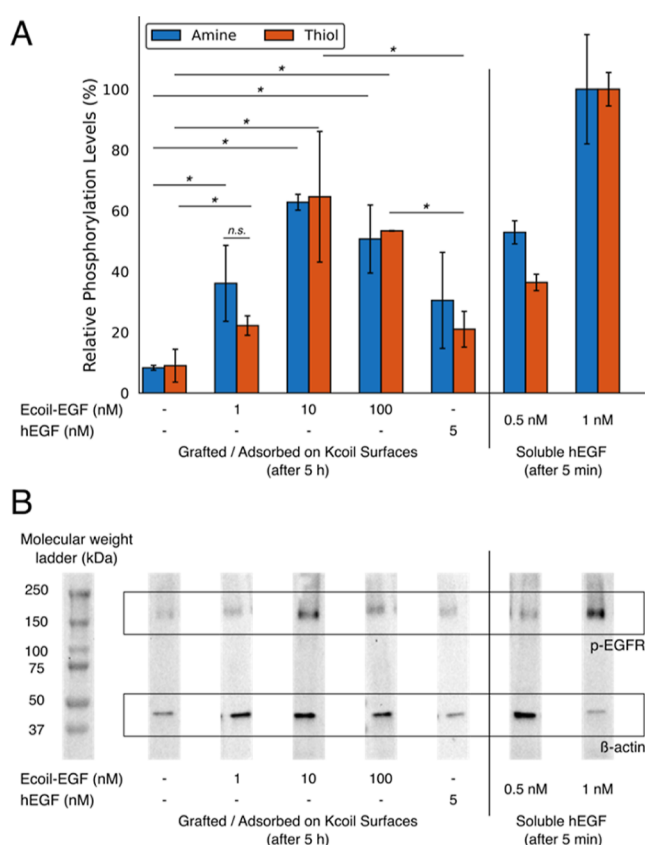 A
Amine Thiol
Relative Phosphorylation Levels (%)
100
80
60
40
20
0
*
*
*
*
*
*
*
*
n.s.
Ecoil-EGF (nM) - 1 10 100 - 0.5 nM 1 nM
hEGF (nM) - - - - 5
Grafted / Adsorbed on Kcoil Surfaces
(after 5 h)
Soluble hEGF
(after 5 min)
B
Molecular weight
ladder (kDa)
250
150
100
75
50
37
p-EGFR
ß-actin
Ecoil-EGF (nM) - 1 10 100 - 0.5 nM 1 nM
hEGF (nM) - - - - 5
Grafted / Adsorbed on Kcoil Surfaces
(after 5 h)
Soluble hEGF
(after 5 min)